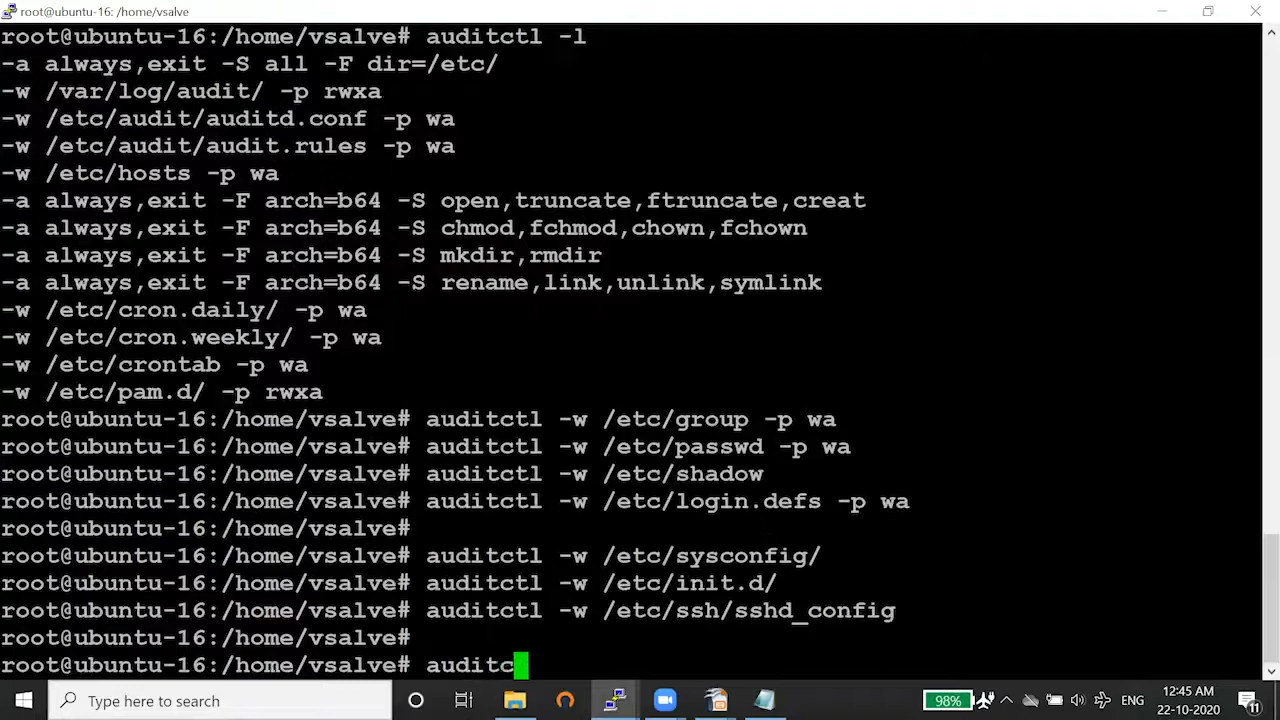 root@ubuntu-16: /home/vsalve
root@ubuntu-16:/home/vsalve# auditctl -l
-a always,exit -S all -F dir=/etc/
-w /var/log/audit/ -p rwxa
-w /etc/audit/auditd.conf -p wa
-w /etc/audit/audit.rules -p wa
-w /etc/hosts -p wa
-a always,exit -F arch=b64 -S open,truncate,ftruncate,creat
-a always,exit -F arch=b64 -S chmod,fchmod,chown,fchown
-a always,exit -F arch=b64 -S mkdir,rmdir
-a always,exit -F arch=b64 -S rename,link,unlink,symlink
-w /etc/cron.daily/ -p wa
-w /etc/cron.weekly/ -p wa
-w /etc/crontab -p wa
-w /etc/pam.d/ -p rwxa
root@ubuntu-16:/home/vsalve# auditctl -w /etc/group -p wa
root@ubuntu-16:/home/vsalve# auditctl -w /etc/passwd -p wa
root@ubuntu-16:/home/vsalve# auditctl -w /etc/shadow
root@ubuntu-16:/home/vsalve# auditctl -w /etc/login.defs -p wa
root@ubuntu-16:/home/vsalve#
root@ubuntu-16:/home/vsalve# auditctl -w /etc/sysconfig/
root@ubuntu-16:/home/vsalve# auditctl -w /etc/init.d/
root@ubuntu-16:/home/vsalve# auditctl -w /etc/ssh/sshd_config
root@ubuntu-16:/home/vsalve#
root@ubuntu-16:/home/vsalve# auditc
Type here to search
98%
ENG
12:45 AM
22-10-2020
11